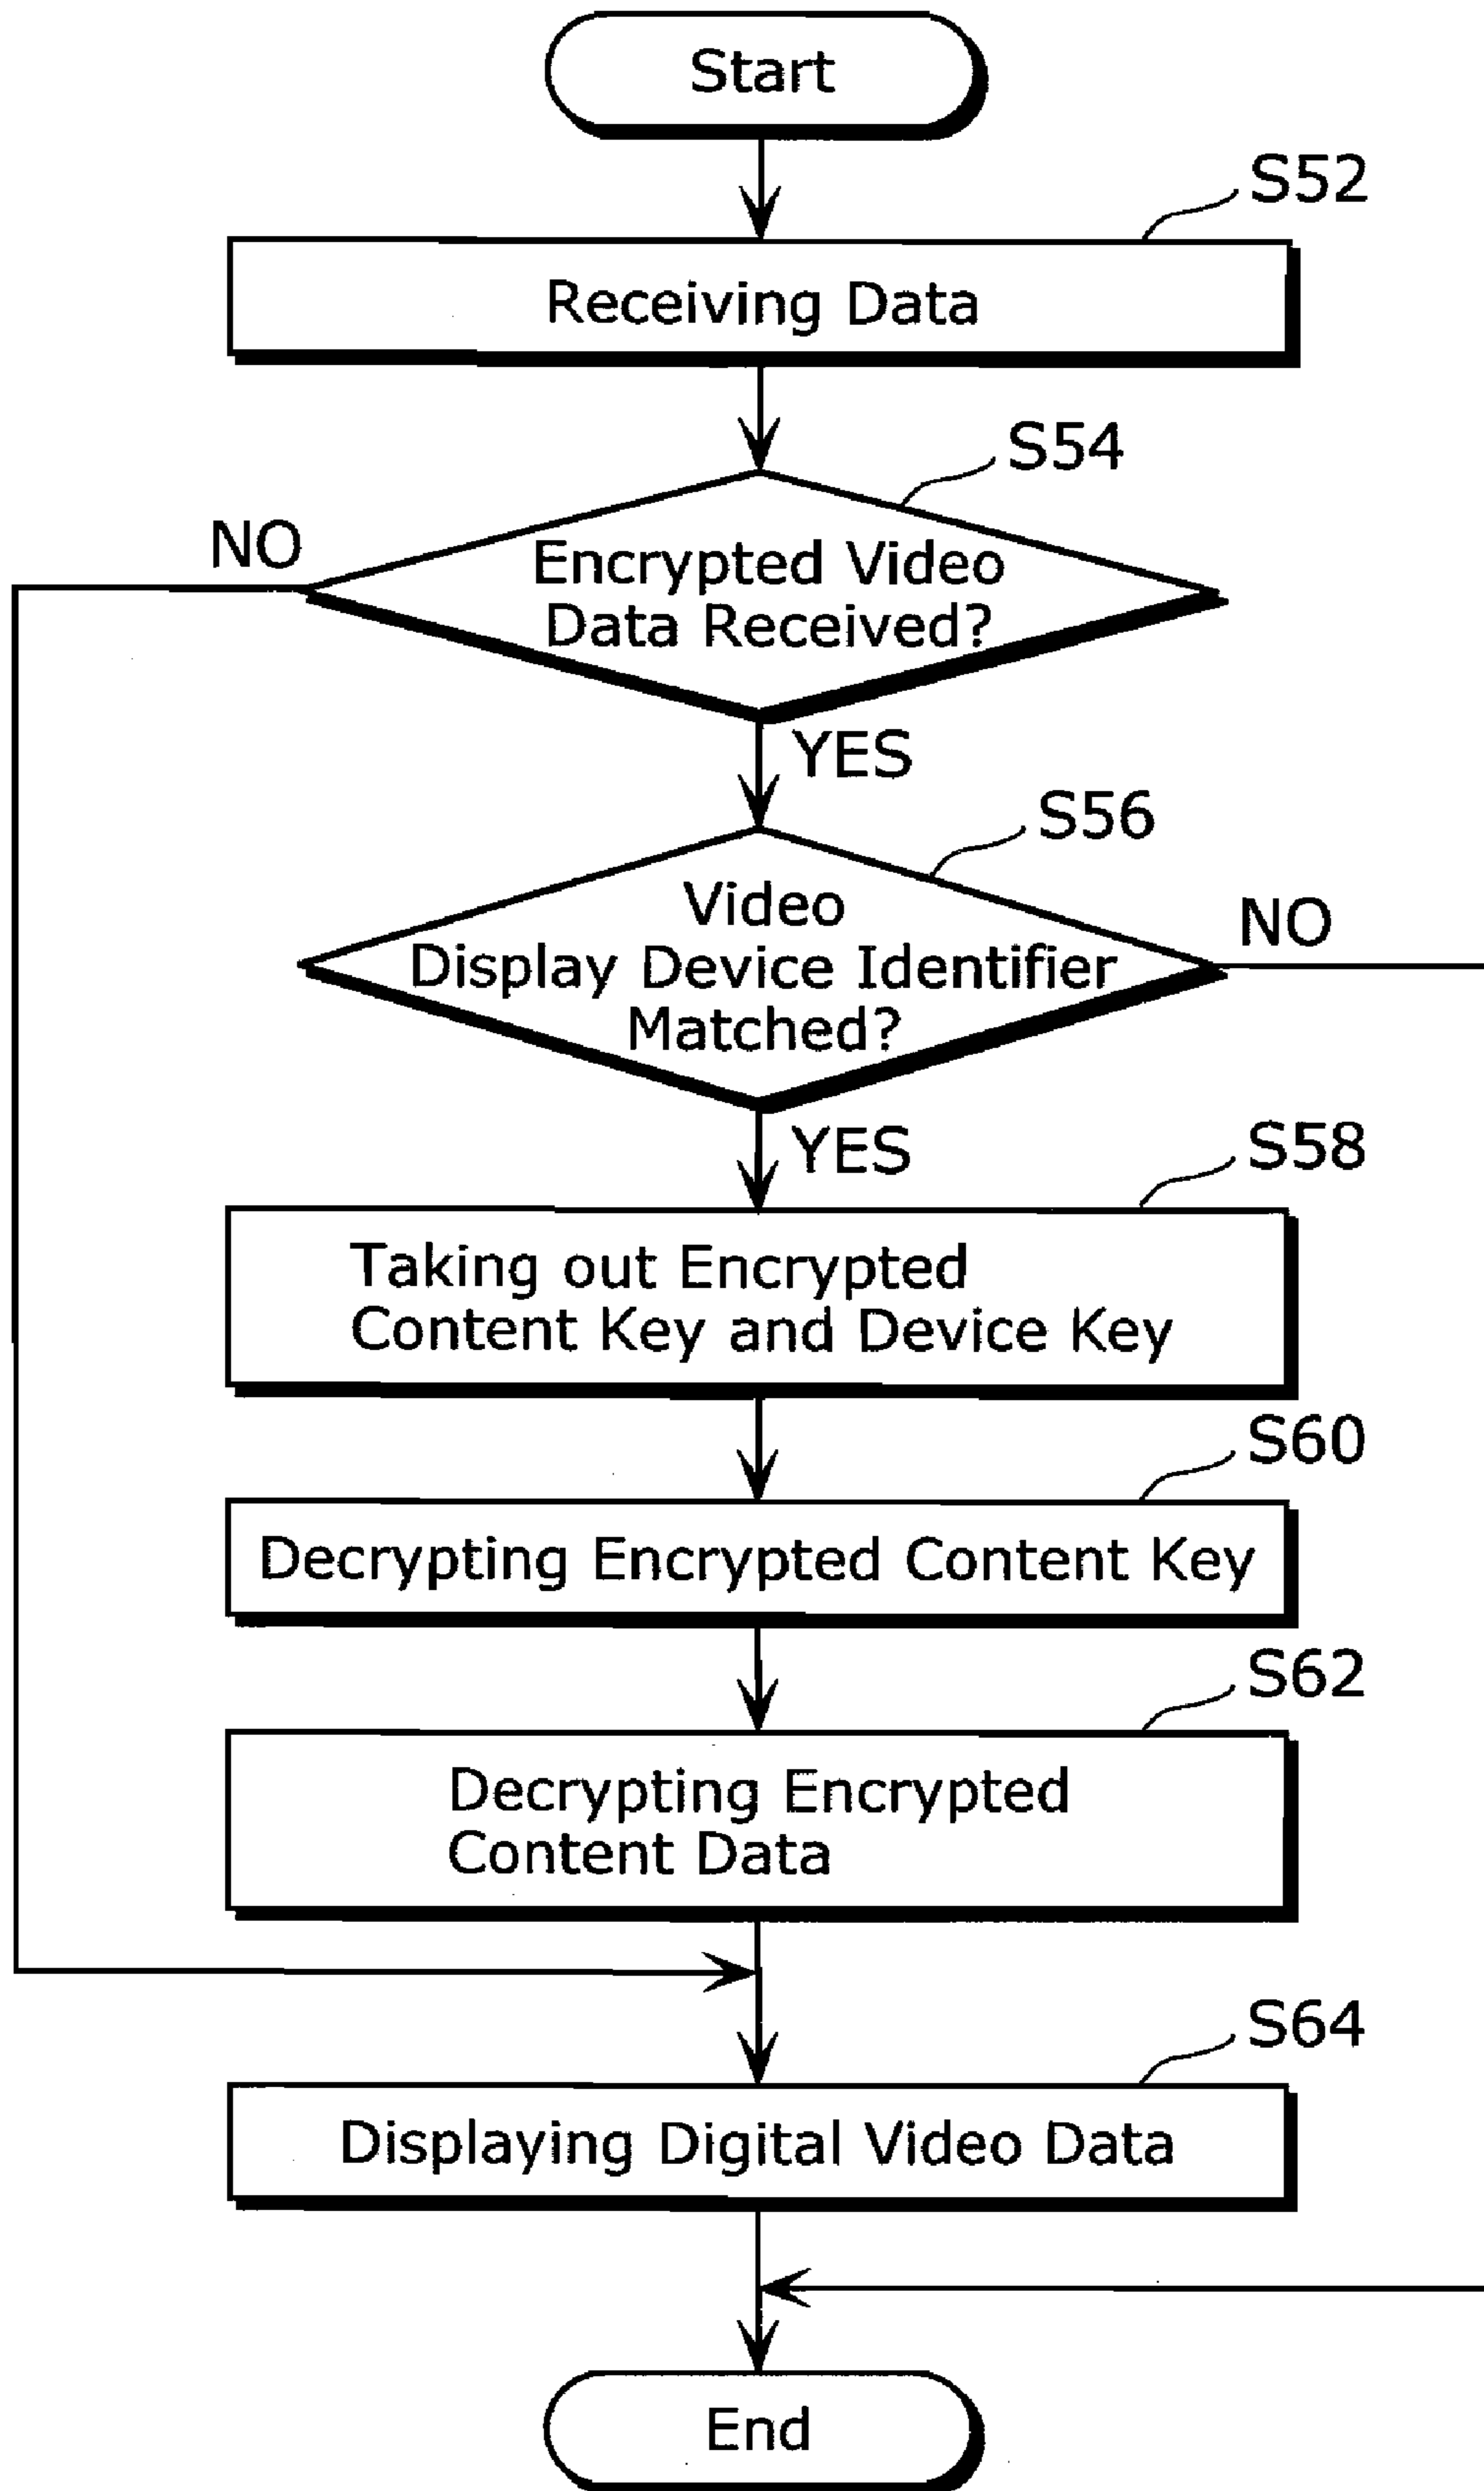 Start
S52
Receiving Data
S54
NO
Encrypted Video
Data Received?
YES
S56
Video
Display Device Identifier
Matched?
NO
YES
S58
Taking out Encrypted
Content Key and Device Key
S60
Decrypting Encrypted Content Key
S62
Decrypting Encrypted
Content Data
S64
Displaying Digital Video Data
End